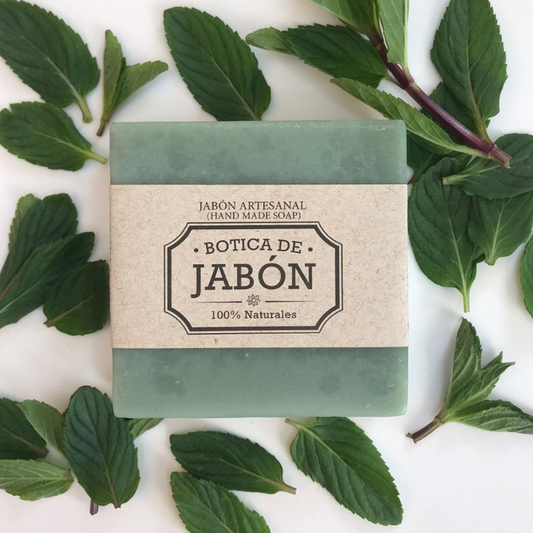 JABÓN ARTESANAL
(HAND MADE SOAP)
· BOTICA DE ·
JABÓN
100% Naturales